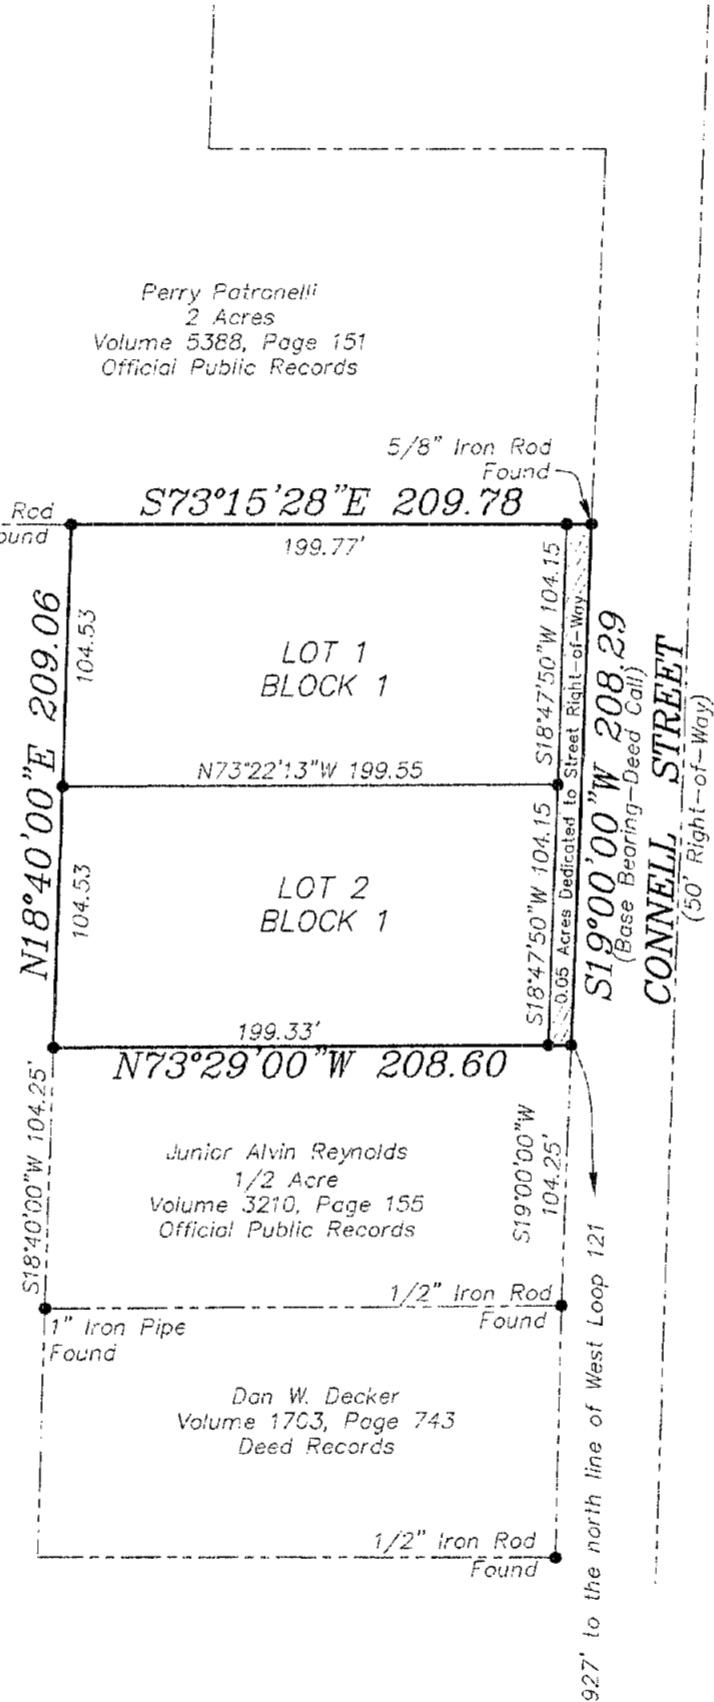 Perry Patronelli
2 Acres
Volume 5388, Page 151
Official Public Records
5/8" Iron Rod
Found
Rod
S73°15'28"E 209.78
199.77'
N18°40'00"E 209.06
104.53
LOT 1
BLOCK 1
S18°47'50"W 104.15
0.05 Acres Dedicated to Street Right-of-Way
S19°00'00"W 208.29
(Base Bearing-Deed Call)
CONNELL STREET
(50' Right-of-Way)
N73°22'13"W 199.55
104.53
LOT 2
BLOCK 1
S18°47'50"W 104.15
199.33'
N73°29'00"W 208.60
S18°40'00"W 104.25'
Junior Alvin Reynolds
1/2 Acre
Volume 3210, Page 155
Official Public Records
S19°00'00"W
104.25'
1/2" Iron Rod
Found
1" Iron Pipe
Found
Dan W. Decker
Volume 1703, Page 743
Deed Records
1/2" Iron Rod
Found
927' to the north line of West Loop 121